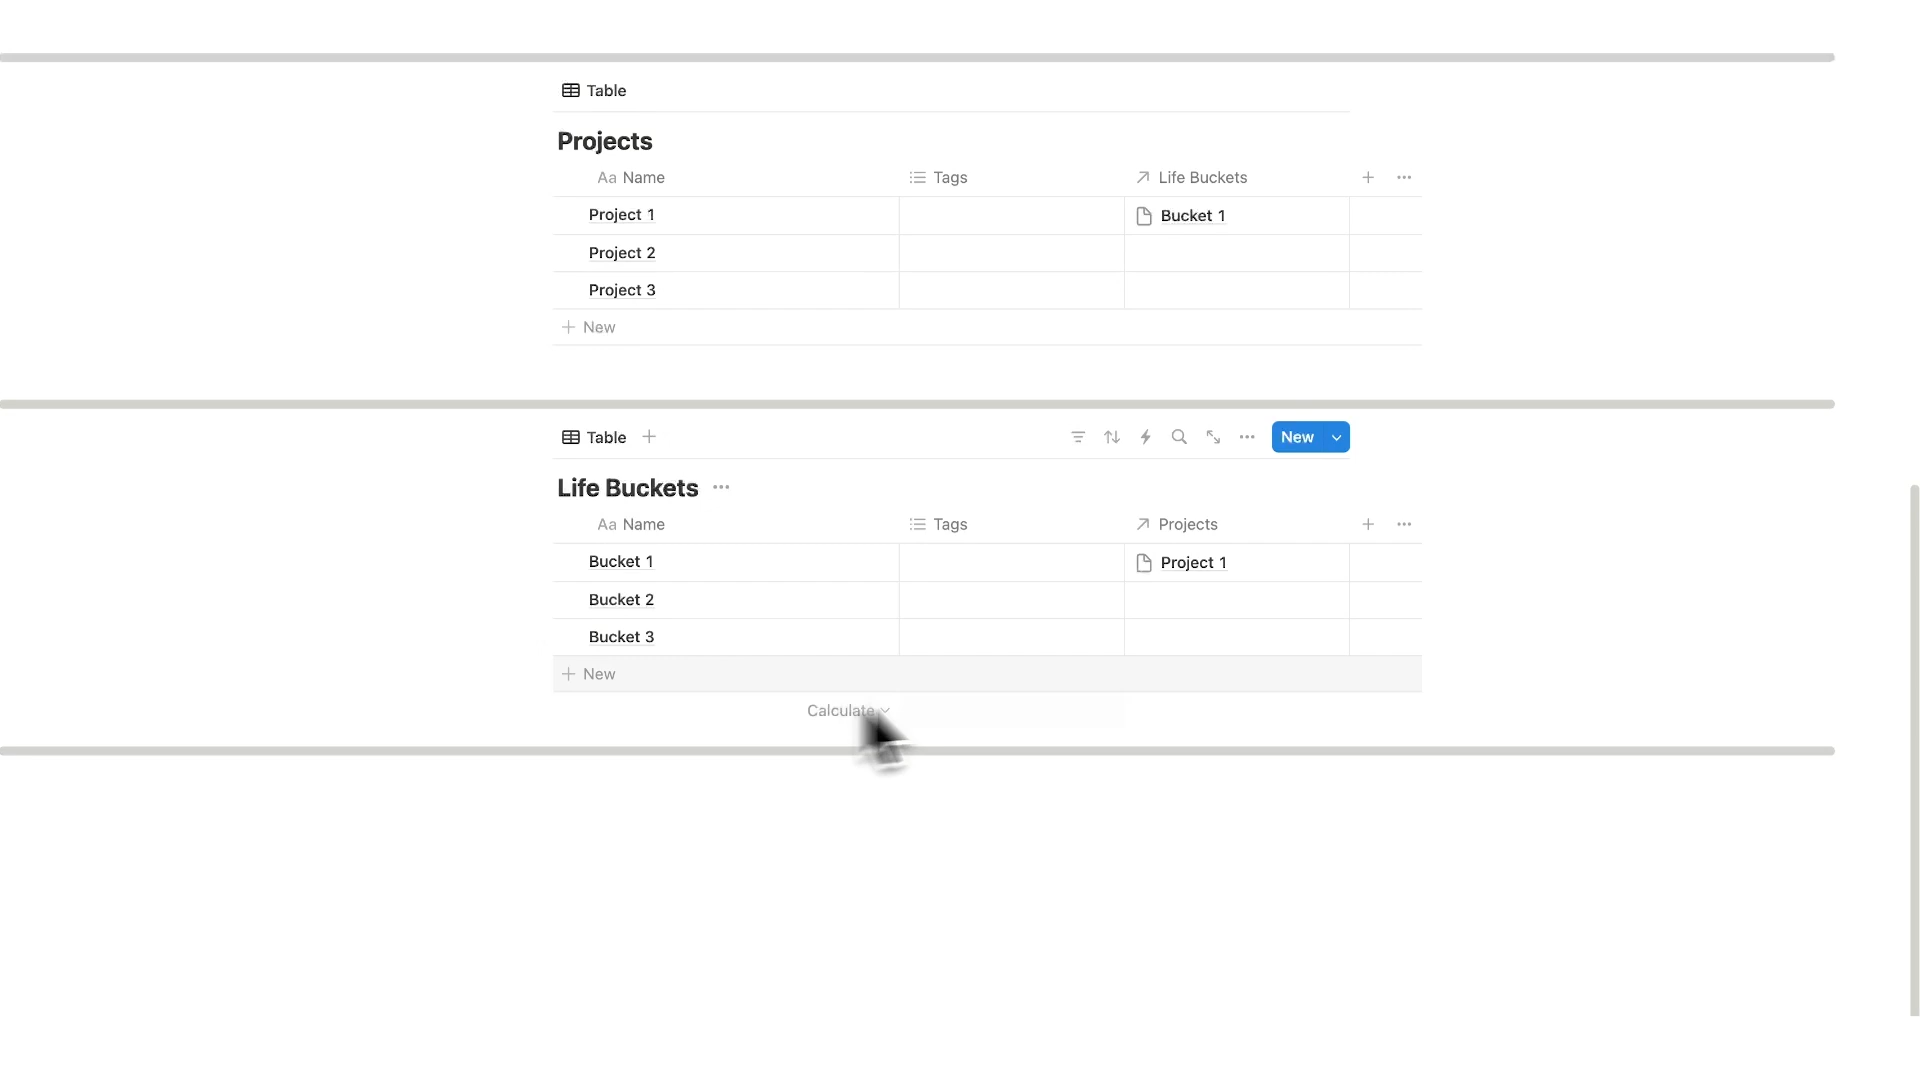 Table
Projects
Aa Name Tags Life Buckets
Project 1 Bucket 1
Project 2
Project 3
New
Table New
Life Buckets
Aa Name Tags Projects
Bucket 1 Project 1
Bucket 2
Bucket 3
New
Calculate